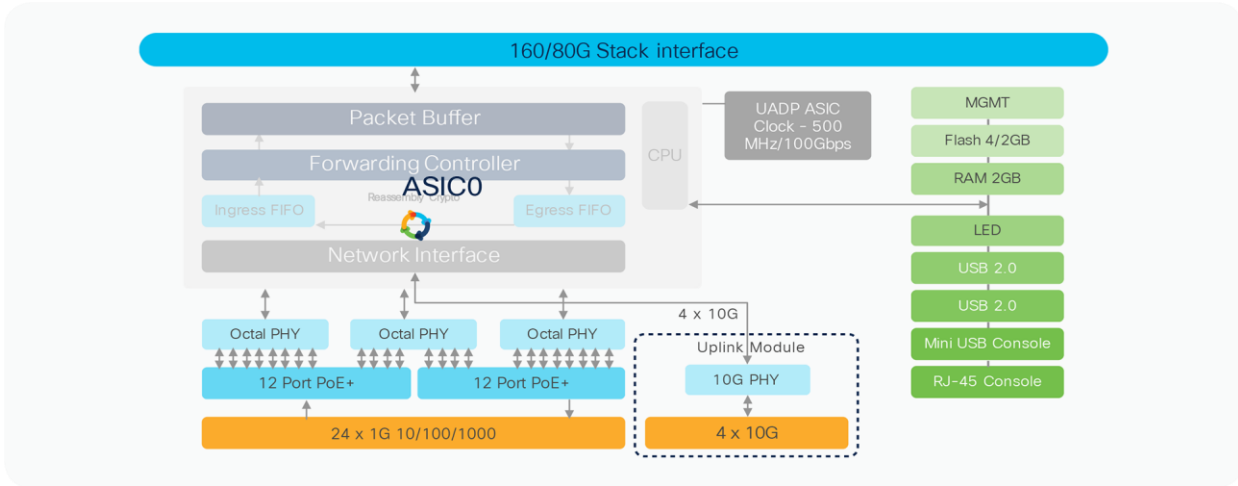 160/80G Stack interface
Packet Buffer
Forwarding Controller
ASIC0
Reassembly Crypto
Ingress FIFO
Egress FIFO
Network Interface
CPU
UADP ASIC
Clock - 500
MHz/100Gbps
MGMT
Flash 4/2GB
RAM 2GB
LED
USB 2.0
USB 2.0
Mini USB Console
RJ-45 Console
Octal PHY
Octal PHY
Octal PHY
12 Port PoE+
12 Port PoE+
24 x 1G 10/100/1000
4 x 10G
Uplink Module
10G PHY
4 x 10G